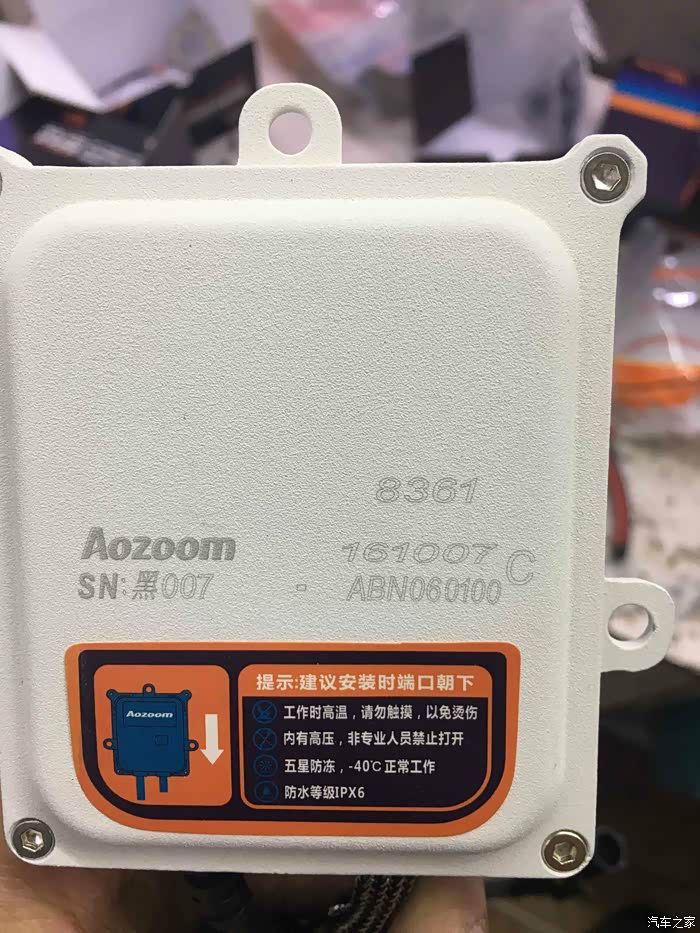 8361
Aozoom
161007 C
SN:黑007 - ABN060100
提示:建议安装时端口朝下
Aozoom
工作时高温，请勿触摸，以免烫伤
内有高压，非专业人员禁止打开
五星防冻，-40℃正常工作
防水等级IPX6
汽车之家